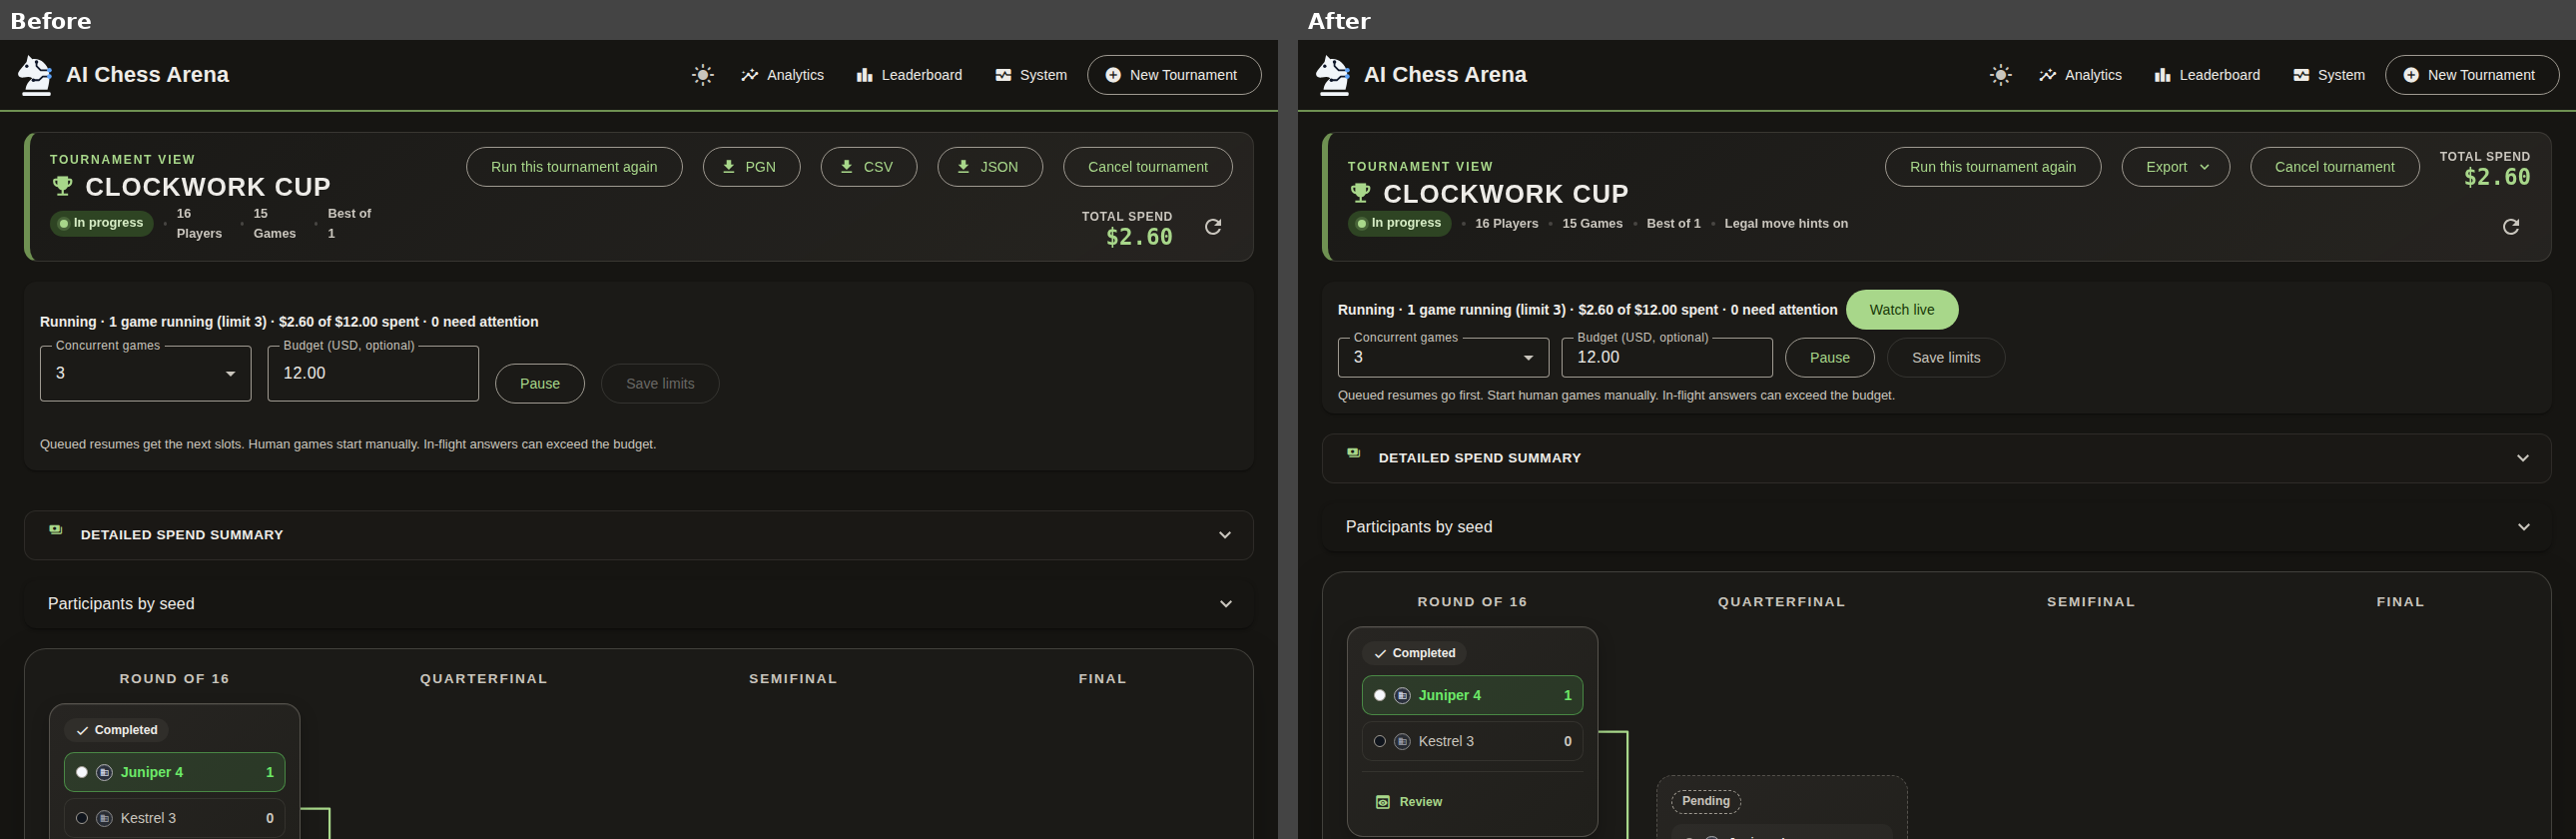 Before
AI Chess Arena
Analytics
Leaderboard
System
New Tournament
TOURNAMENT VIEW
CLOCKWORK CUP
In progress
16 Players
15 Games
Best of 1
Run this tournament again
PGN
CSV
JSON
Cancel tournament
TOTAL SPEND
$2.60
Running · 1 game running (limit 3) · $2.60 of $12.00 spent · 0 need attention
Concurrent games
3
Budget (USD, optional)
12.00
Pause
Save limits
Queued resumes get the next slots. Human games start manually. In-flight answers can exceed the budget.
DETAILED SPEND SUMMARY
Participants by seed
ROUND OF 16
QUARTERFINAL
SEMIFINAL
FINAL
Completed
Juniper 4 1
Kestrel 3 0
After
AI Chess Arena
Analytics
Leaderboard
System
New Tournament
TOURNAMENT VIEW
CLOCKWORK CUP
In progress
16 Players
15 Games
Best of 1
Legal move hints on
Run this tournament again
Export
Cancel tournament
TOTAL SPEND
$2.60
Running · 1 game running (limit 3) · $2.60 of $12.00 spent · 0 need attention
Watch live
Concurrent games
3
Budget (USD, optional)
12.00
Pause
Save limits
Queued resumes go first. Start human games manually. In-flight answers can exceed the budget.
DETAILED SPEND SUMMARY
Participants by seed
ROUND OF 16
QUARTERFINAL
SEMIFINAL
FINAL
Completed
Juniper 4 1
Kestrel 3 0
Review
Pending